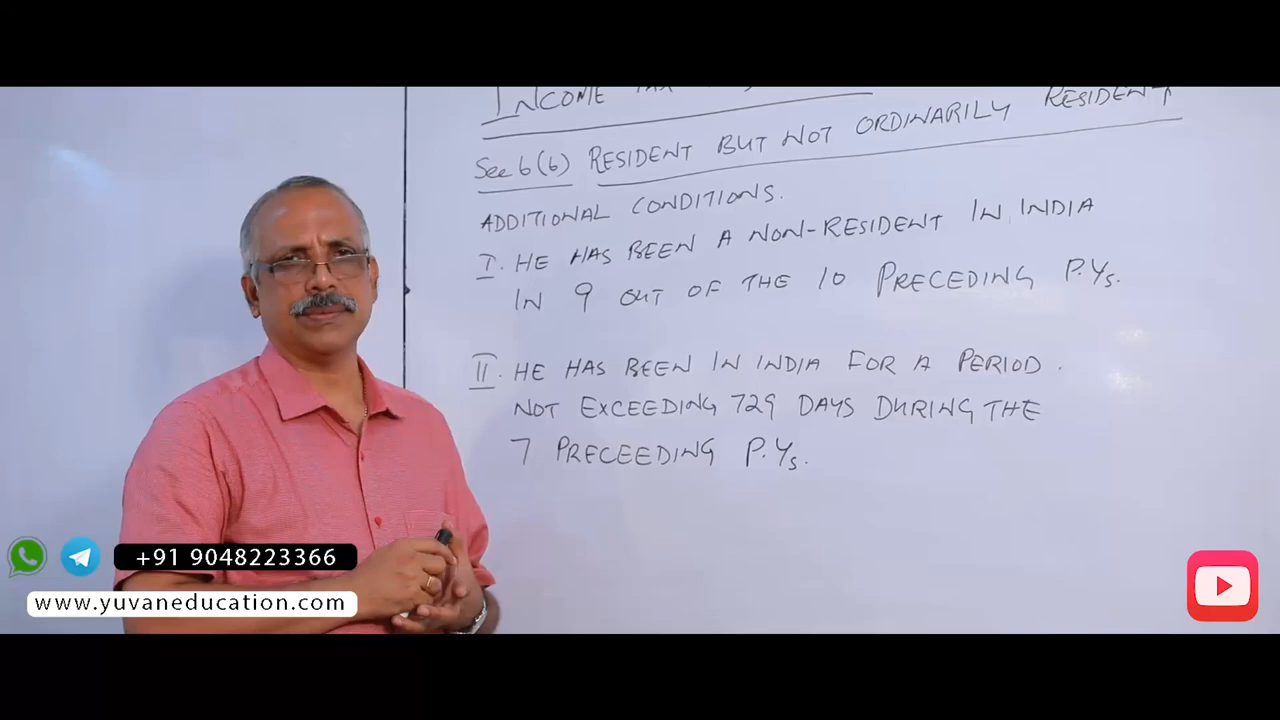 INCOME TAX
Sec 6(6) RESIDENT BUT NOT ORDINARILY RESIDENT
ADDITIONAL CONDITIONS.
I. HE HAS BEEN A NON-RESIDENT IN INDIA
IN 9 OUT OF THE 10 PRECEDING P.Ys.
II. HE HAS BEEN IN INDIA FOR A PERIOD.
NOT EXCEEDING 729 DAYS DURING THE
7 PRECEEDING P.Ys.
+91 9048223366
www.yuvaneducation.com